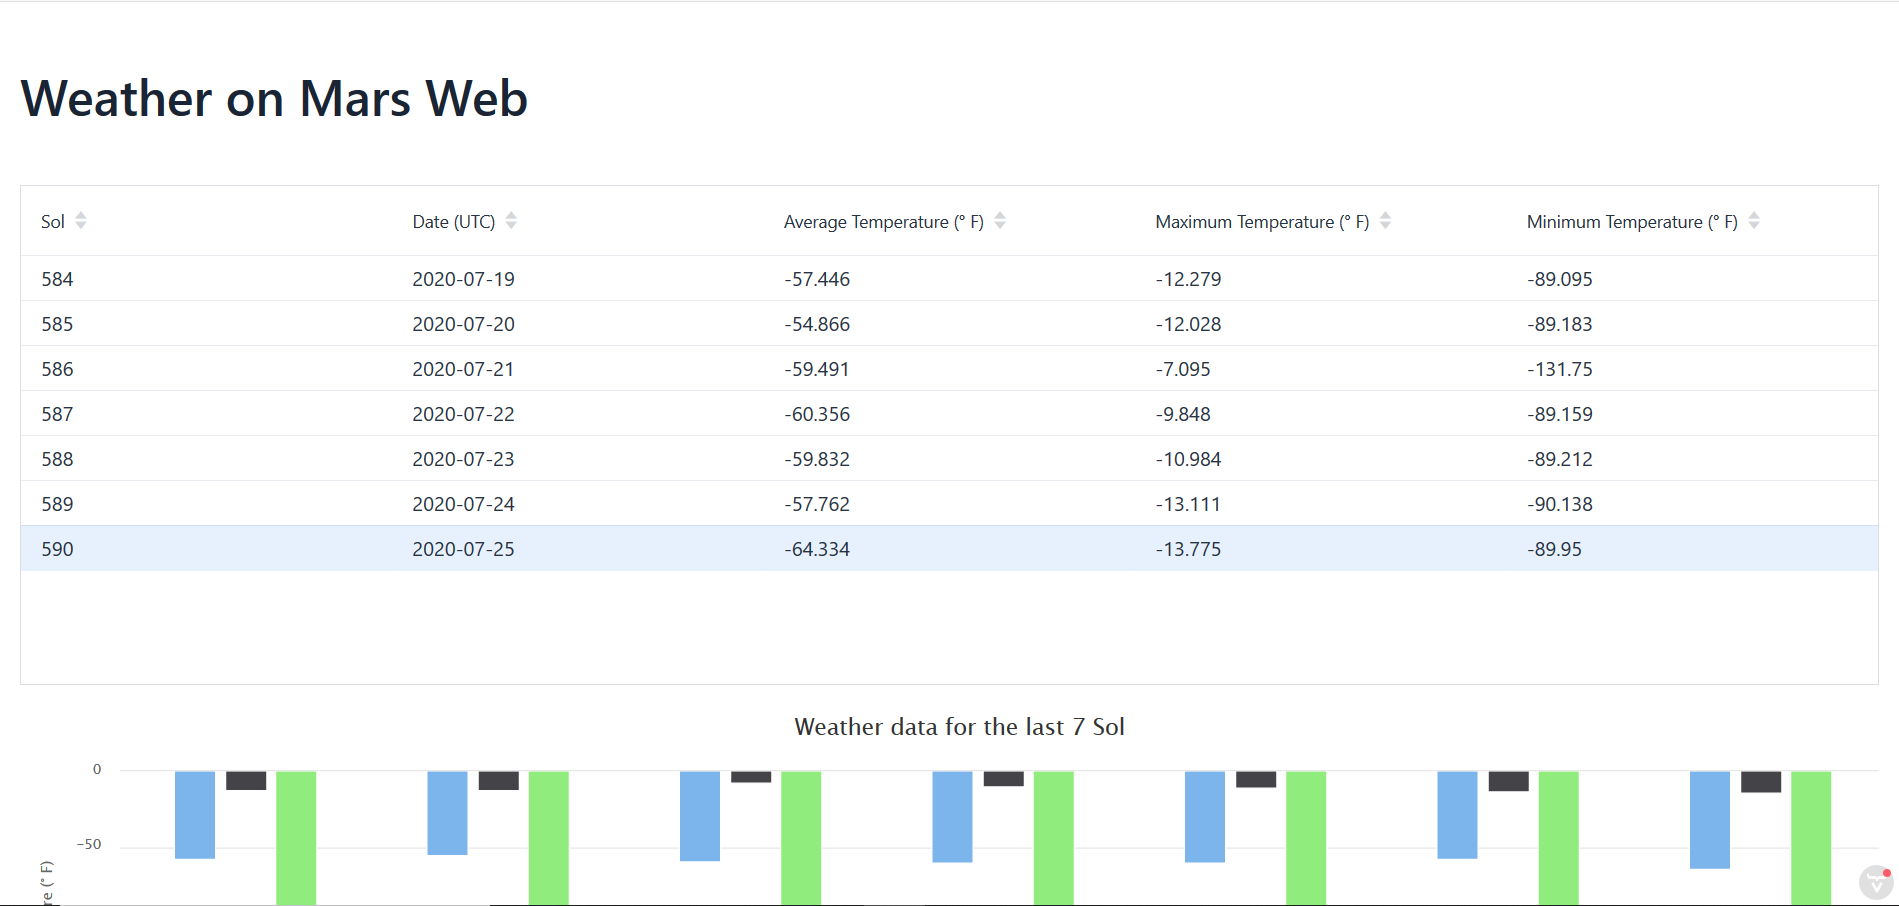 Weather on Mars Web
Sol Date (UTC) Average Temperature (° F) Maximum Temperature (° F) Minimum Temperature (° F)
584 2020-07-19 -57.446 -12.279 -89.095
585 2020-07-20 -54.866 -12.028 -89.183
586 2020-07-21 -59.491 -7.095 -131.75
587 2020-07-22 -60.356 -9.848 -89.159
588 2020-07-23 -59.832 -10.984 -89.212
589 2020-07-24 -57.762 -13.111 -90.138
590 2020-07-25 -64.334 -13.775 -89.95
Weather data for the last 7 Sol
0
-50
(° F)